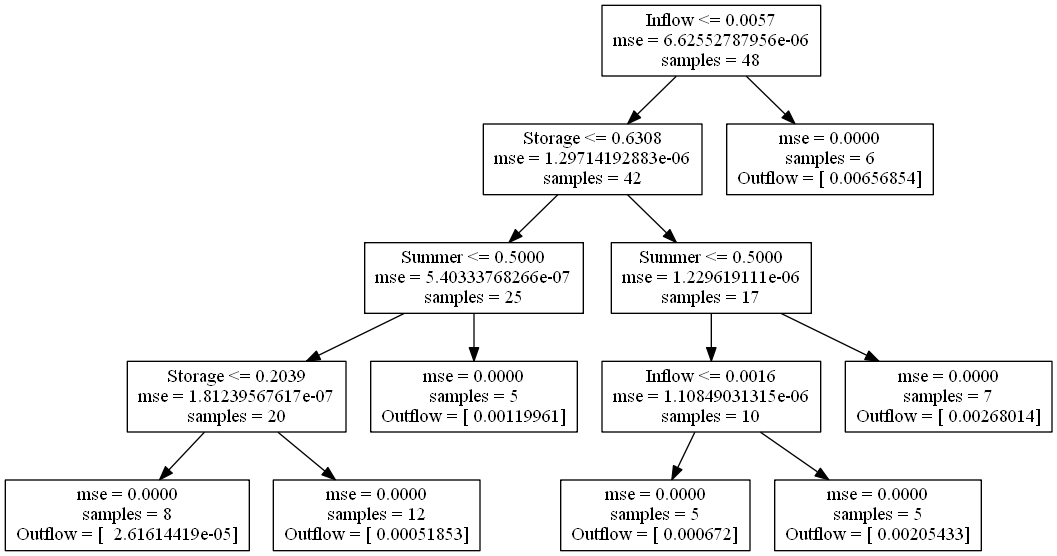 Inflow <= 0.0057
mse = 6.62552787956e-06
samples = 48
Storage <= 0.6308
mse = 1.29714192883e-06
samples = 42
mse = 0.0000
samples = 6
Outflow = [ 0.00656854]
Summer <= 0.5000
mse = 5.40333768266e-07
samples = 25
Summer <= 0.5000
mse = 1.229619111e-06
samples = 17
Storage <= 0.2039
mse = 1.81239567617e-07
samples = 20
mse = 0.0000
samples = 5
Outflow = [ 0.00119961]
Inflow <= 0.0016
mse = 1.10849031315e-06
samples = 10
mse = 0.0000
samples = 7
Outflow = [ 0.00268014]
mse = 0.0000
samples = 8
Outflow = [  2.61614419e-05]
mse = 0.0000
samples = 12
Outflow = [ 0.00051853]
mse = 0.0000
samples = 5
Outflow = [ 0.000672]
mse = 0.0000
samples = 5
Outflow = [ 0.00205433]